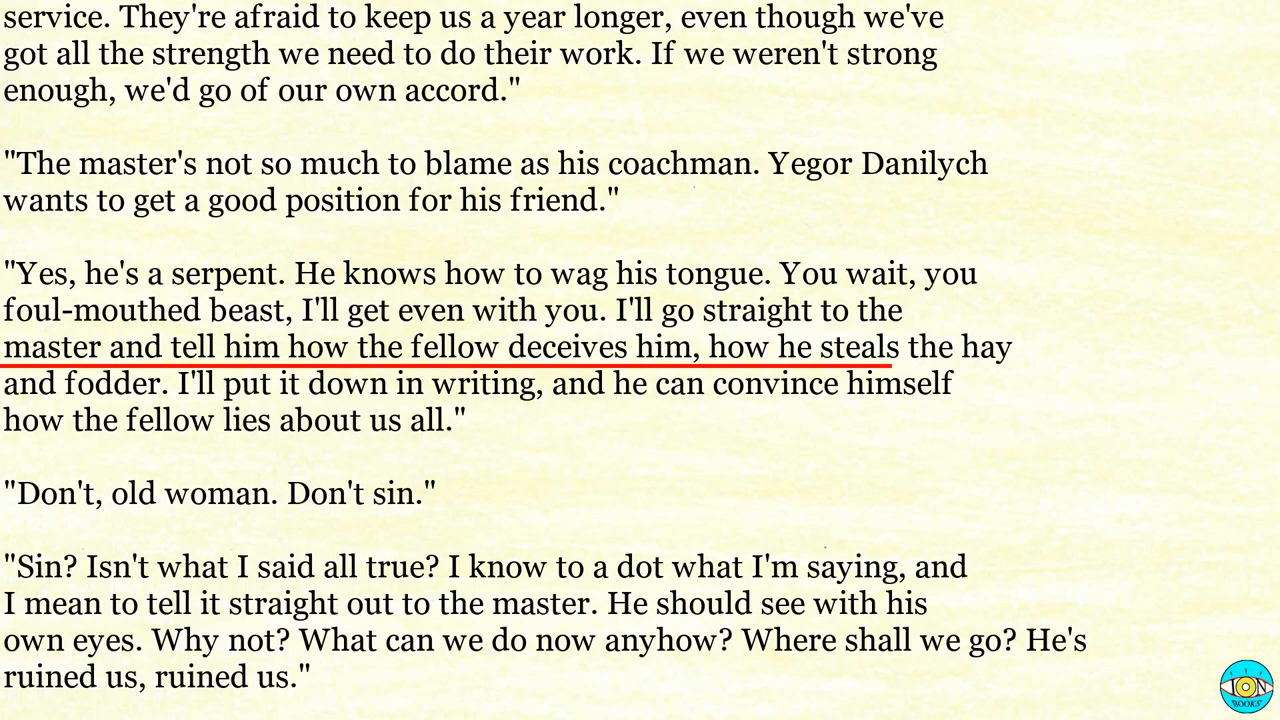 service. They're afraid to keep us a year longer, even though we've
got all the strength we need to do their work. If we weren't strong
enough, we'd go of our own accord."
"The master's not so much to blame as his coachman. Yegor Danilych
wants to get a good position for his friend."
"Yes, he's a serpent. He knows how to wag his tongue. You wait, you
foul-mouthed beast, I'll get even with you. I'll go straight to the
master and tell him how the fellow deceives him, how he steals the hay
and fodder. I'll put it down in writing, and he can convince himself
how the fellow lies about us all."
"Don't, old woman. Don't sin."
"Sin? Isn't what I said all true? I know to a dot what I'm saying, and
I mean to tell it straight out to the master. He should see with his
own eyes. Why not? What can we do now anyhow? Where shall we go? He's
ruined us, ruined us."
ION
BOOKS